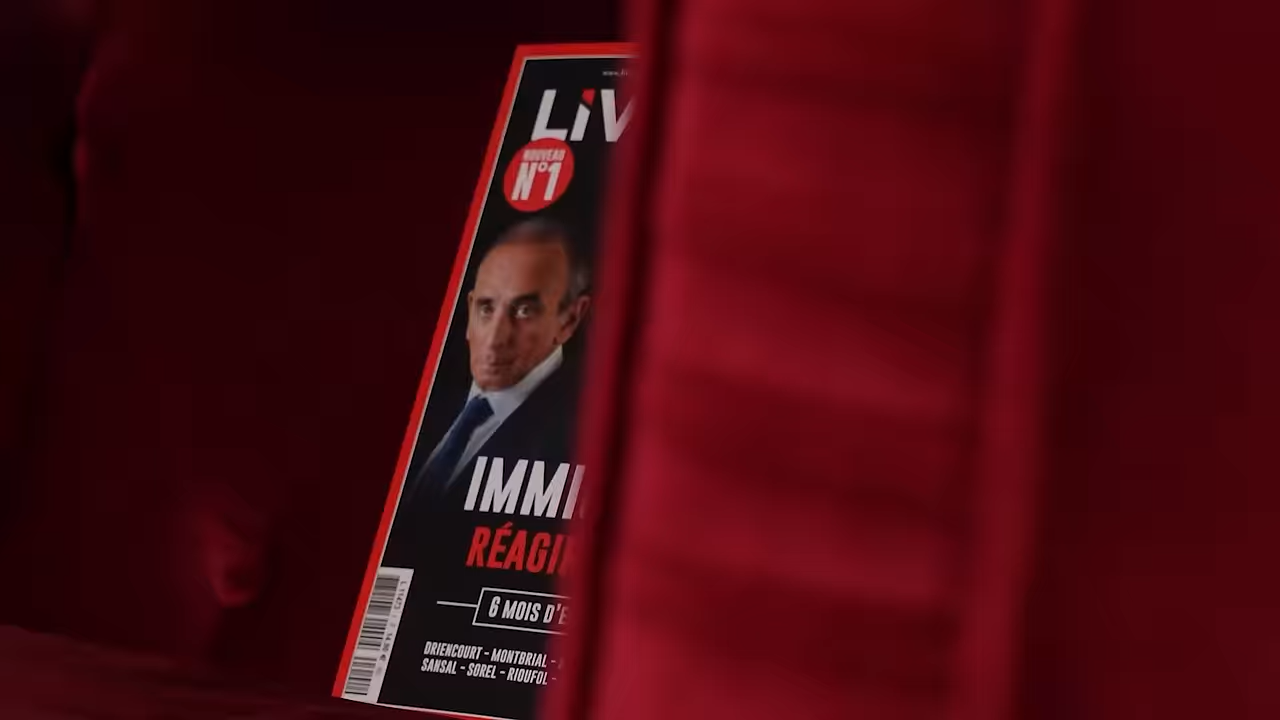 LiV
NOUVEAU
N°1
IMMI
RÉAGI
6 MOIS D'E
DRIENCOURT - MONTBRIAL -
SANSAL - SOREL - RIOUFOL -